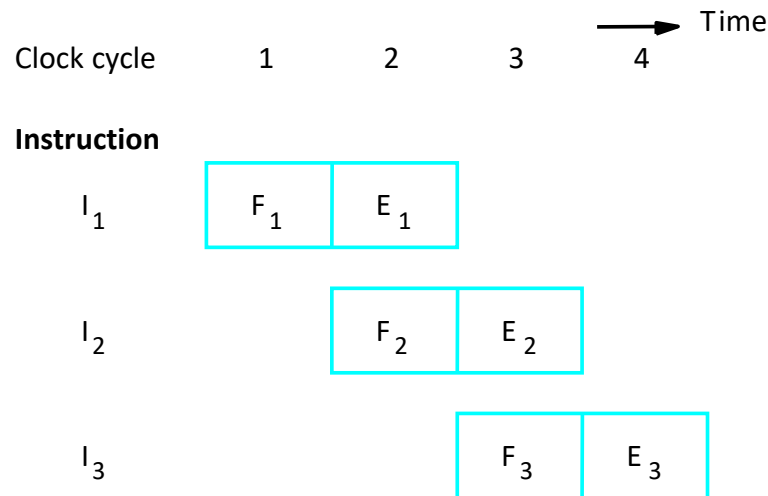 Time
Clock cycle 1 2 3 4
Instruction
I1 F1 E1
I2 F2 E2
I3 F3 E3